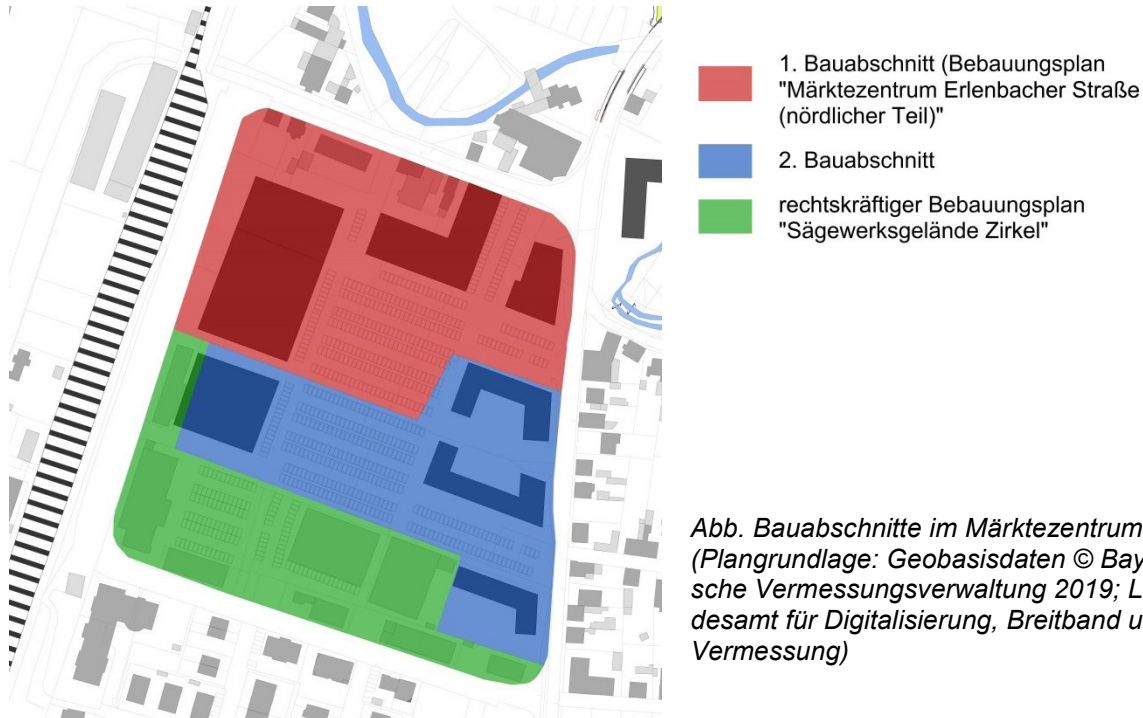 1. Bauabschnitt (Bebauungsplan
"Märktezentrum Erlenbacher Straße
(nördlicher Teil)"
2. Bauabschnitt
rechtskräftiger Bebauungsplan
"Sägewerksgelände Zirkel"
Abb. Bauabschnitte im Märktezentrum
(Plangrundlage: Geobasisdaten © Bay
sche Vermessungsverwaltung 2019; L
desamt für Digitalisierung, Breitband u
Vermessung)